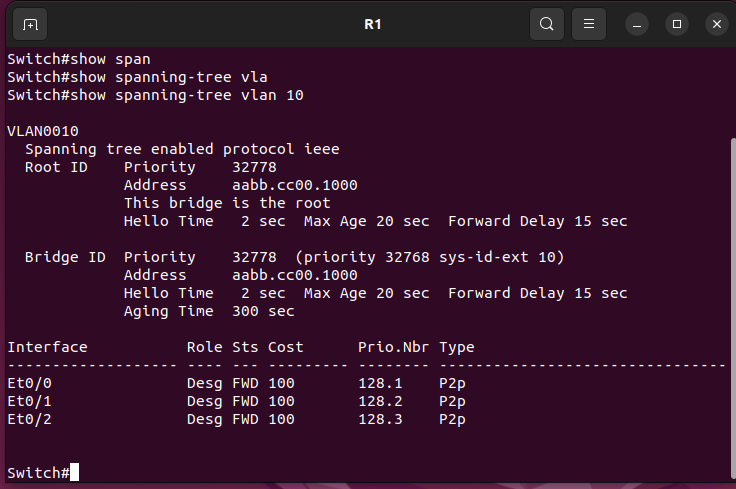 R1
Switch#show span
Switch#show spanning-tree vla
Switch#show spanning-tree vlan 10
VLAN0010
  Spanning tree enabled protocol ieee
  Root ID    Priority    32778
             Address     aabb.cc00.1000
             This bridge is the root
             Hello Time   2 sec  Max Age 20 sec  Forward Delay 15 sec
  Bridge ID  Priority    32778  (priority 32768 sys-id-ext 10)
             Address     aabb.cc00.1000
             Hello Time   2 sec  Max Age 20 sec  Forward Delay 15 sec
             Aging Time  300 sec
Interface           Role Sts Cost      Prio.Nbr Type
------------------- ---- --- --------- -------- --------------------------------
Et0/0               Desg FWD 100       128.1    P2p
Et0/1               Desg FWD 100       128.2    P2p
Et0/2               Desg FWD 100       128.3    P2p
Switch#